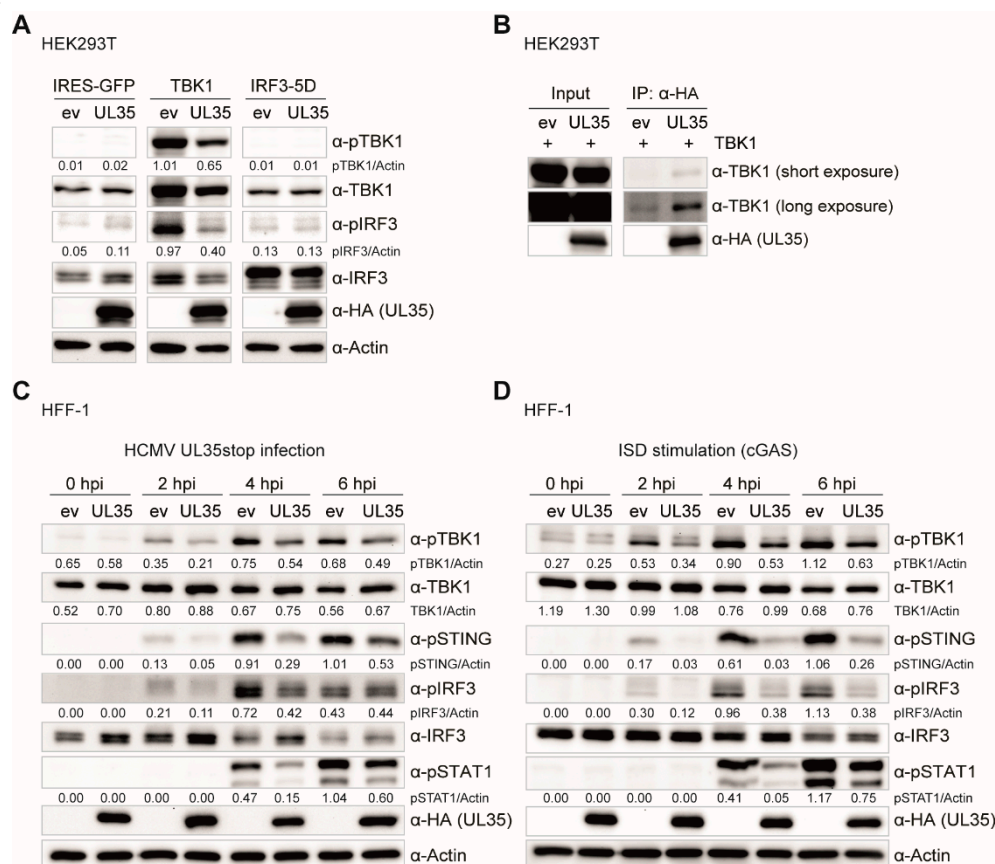 A
HEK293T
IRES-GFP TBK1 IRF3-5D
ev UL35 ev UL35 ev UL35
α-pTBK1
0.01 0.02 1.01 0.65 0.01 0.01 pTBK1/Actin
α-TBK1
α-pIRF3
0.05 0.11 0.97 0.40 0.13 0.13 pIRF3/Actin
α-IRF3
α-HA (UL35)
α-Actin
B
HEK293T
Input IP: α-HA
ev UL35 ev UL35
+ + + + TBK1
α-TBK1 (short exposure)
α-TBK1 (long exposure)
α-HA (UL35)
C
HFF-1
HCMV UL35stop infection
0 hpi 2 hpi 4 hpi 6 hpi
ev UL35 ev UL35 ev UL35 ev UL35
α-pTBK1
0.65 0.58 0.35 0.21 0.75 0.54 0.68 0.49 pTBK1/Actin
α-TBK1
0.52 0.70 0.80 0.88 0.67 0.75 0.56 0.67 TBK1/Actin
α-pSTING
0.00 0.00 0.13 0.05 0.91 0.29 1.01 0.53 pSTING/Actin
α-pIRF3
0.00 0.00 0.21 0.11 0.72 0.42 0.43 0.44 pIRF3/Actin
α-IRF3
α-pSTAT1
0.00 0.00 0.00 0.00 0.47 0.15 1.04 0.60 pSTAT1/Actin
α-HA (UL35)
α-Actin
D
HFF-1
ISD stimulation (cGAS)
0 hpi 2 hpi 4 hpi 6 hpi
ev UL35 ev UL35 ev UL35 ev UL35
α-pTBK1
0.27 0.25 0.53 0.34 0.90 0.53 1.12 0.63 pTBK1/Actin
α-TBK1
1.19 1.30 0.99 1.08 0.76 0.99 0.68 0.76 TBK1/Actin
α-pSTING
0.00 0.00 0.17 0.03 0.61 0.03 1.06 0.26 pSTING/Actin
α-pIRF3
0.00 0.00 0.30 0.12 0.96 0.38 1.13 0.38 pIRF3/Actin
α-IRF3
α-pSTAT1
0.00 0.00 0.00 0.00 0.41 0.05 1.17 0.75 pSTAT1/Actin
α-HA (UL35)
α-Actin